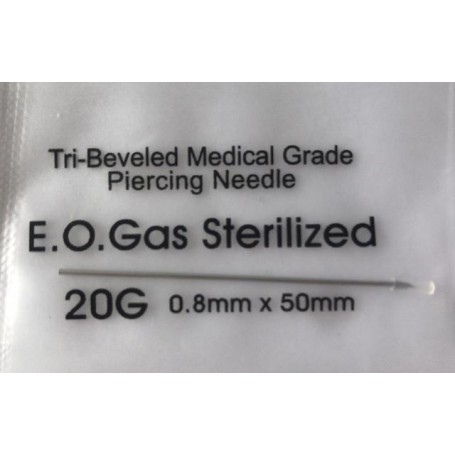 Tri-Beveled Medical Grade
Piercing Needle
E.O.Gas Sterilized
20G 0.8mm x 50mm